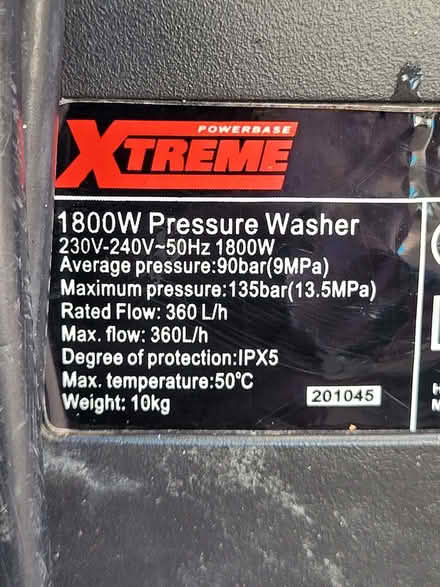 POWERBASE
XTREME
1800W Pressure Washer
230V-240V~50Hz 1800W
Average pressure:90bar(9MPa)
Maximum pressure:135bar(13.5MPa)
Rated Flow: 360 L/h
Max. flow: 360L/h
Degree of protection:IPX5
Max. temperature:50°C
Weight: 10kg
201045